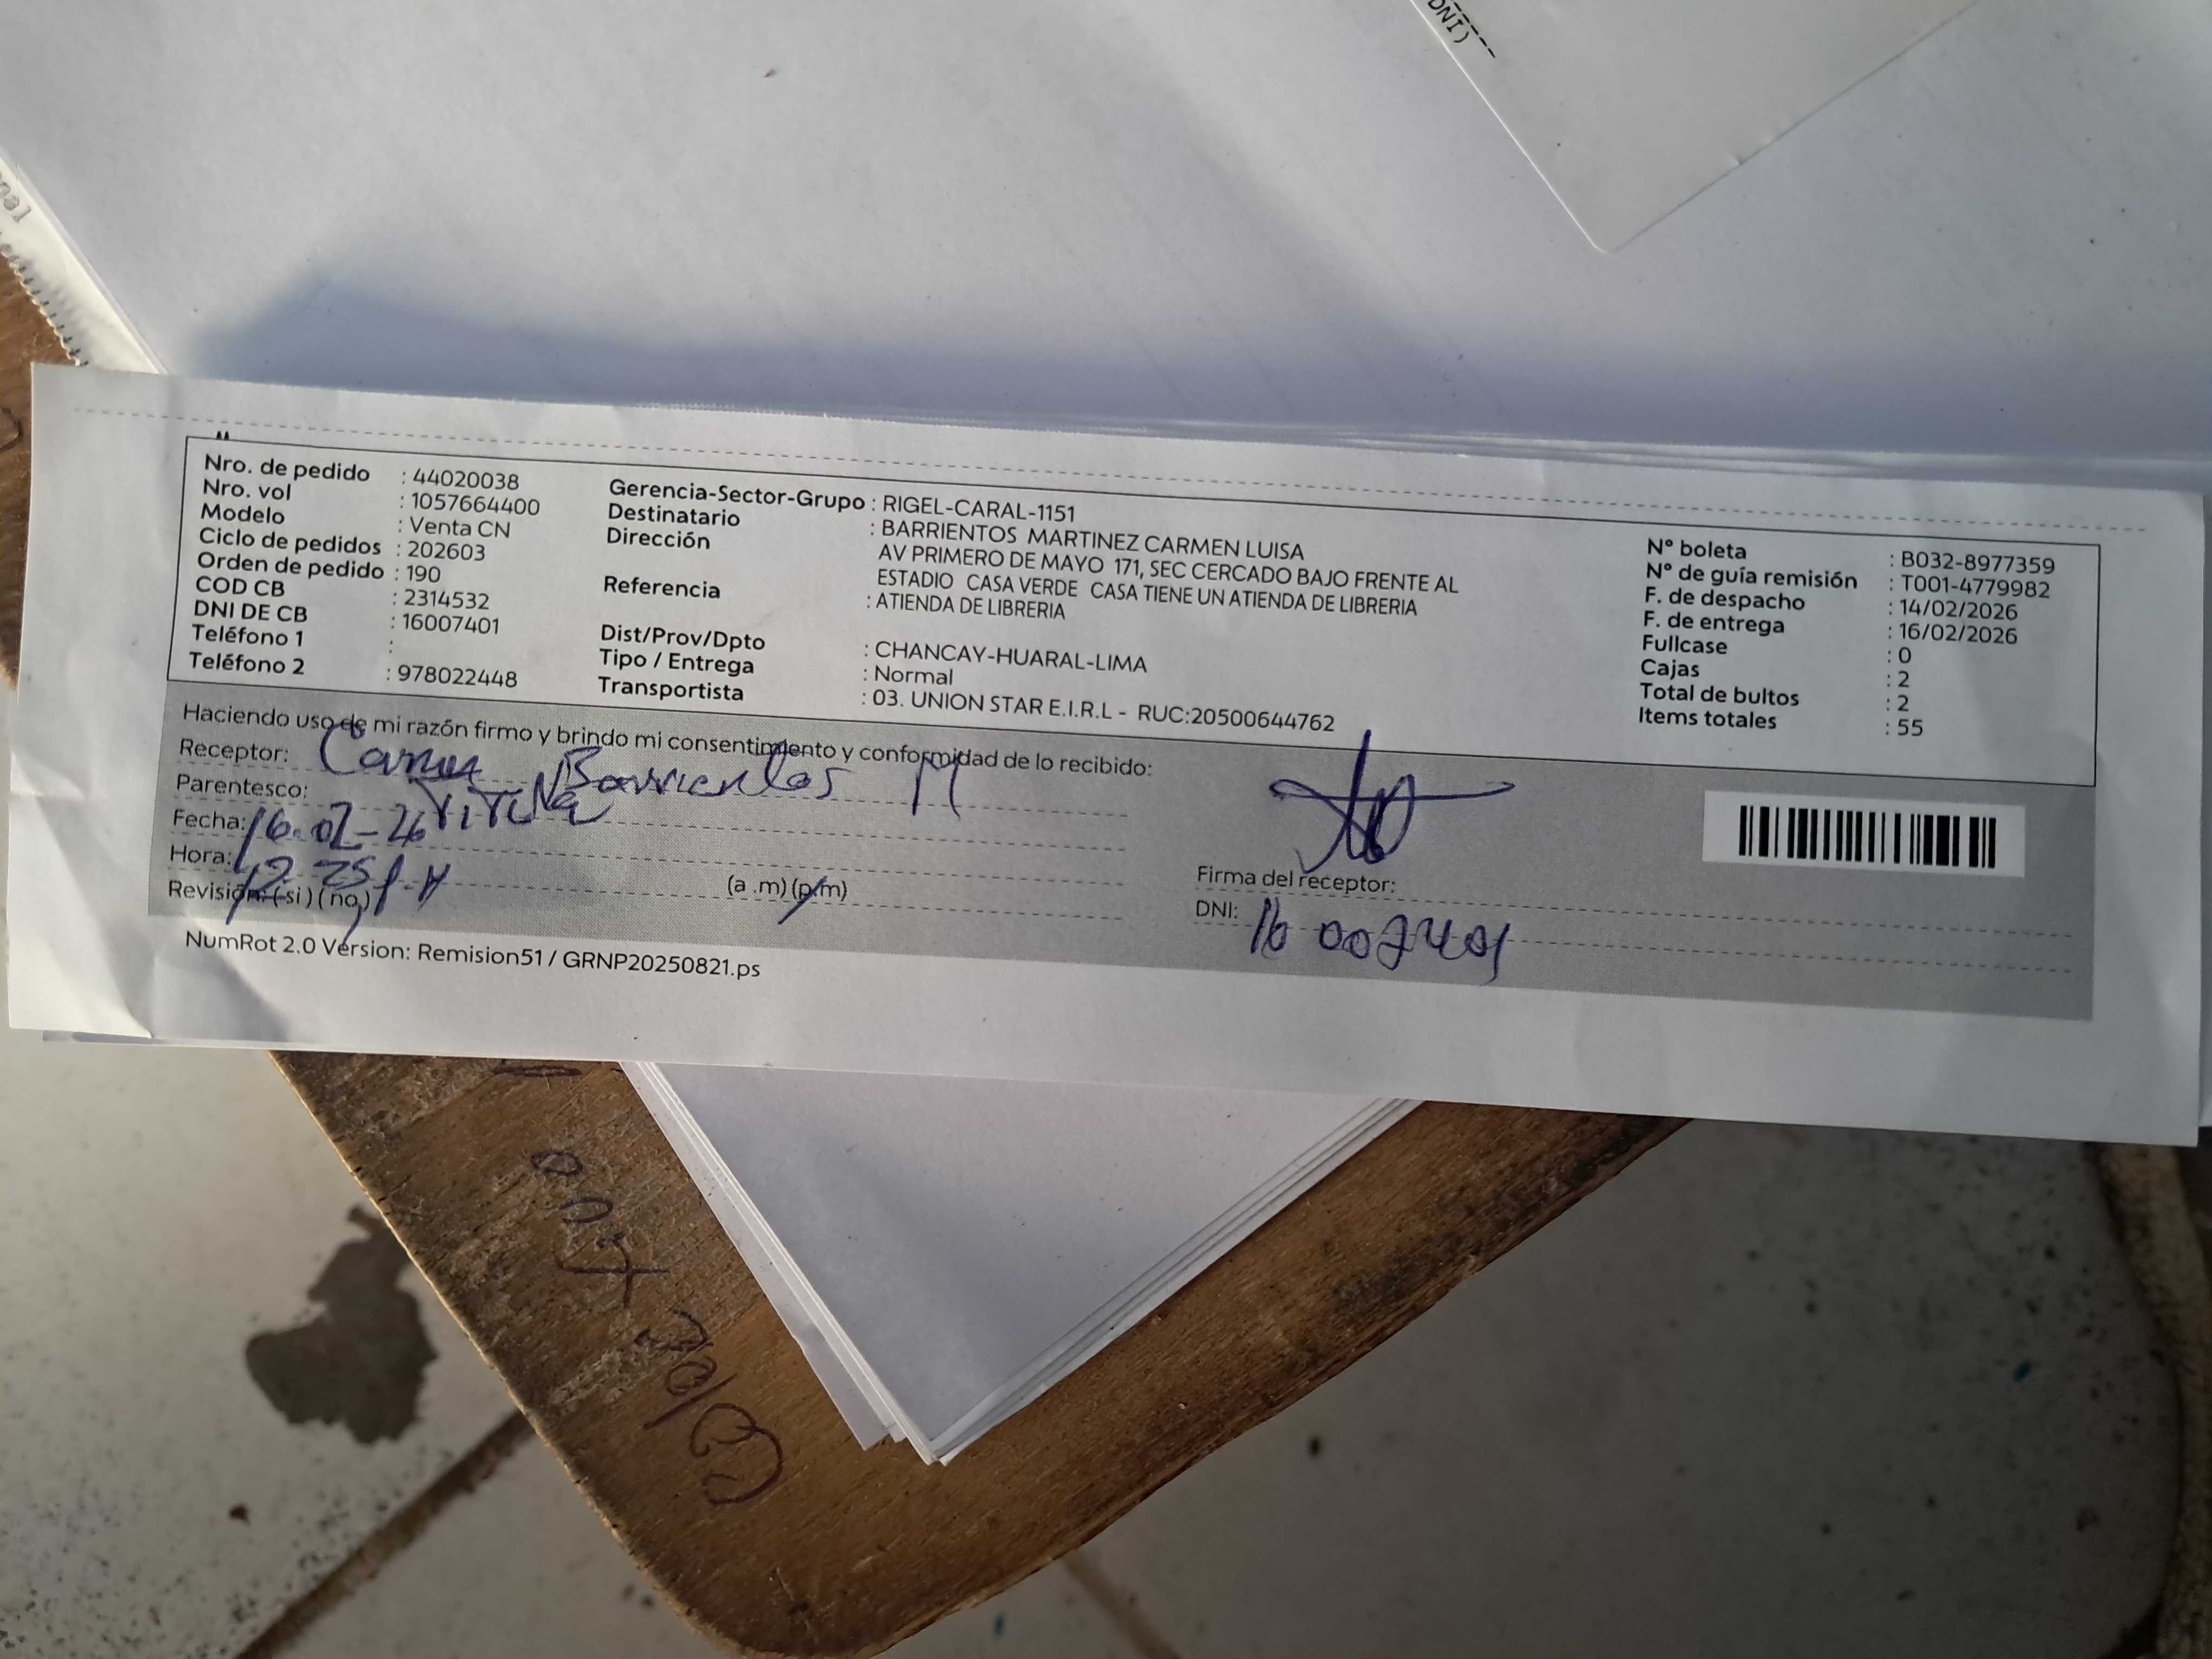 DNI)
Nro. de pedido : 44020038
Nro. vol : 1057664400
Modelo : Venta CN
Ciclo de pedidos : 202603
Orden de pedido : 190
COD CB : 2314532
DNI DE CB : 16007401
Teléfono 1 :
Teléfono 2 : 978022448
Gerencia-Sector-Grupo : RIGEL-CARAL-1151
Destinatario : BARRIENTOS MARTINEZ CARMEN LUISA
Dirección AV PRIMERO DE MAYO 171, SEC CERCADO BAJO FRENTE AL
ESTADIO CASA VERDE CASA TIENE UN ATIENDA DE LIBRERIA
Referencia : ATIENDA DE LIBRERIA
Dist/Prov/Dpto : CHANCAY-HUARAL-LIMA
Tipo / Entrega : Normal
Transportista : 03. UNION STAR E.I.R.L - RUC:20500644762
N° boleta : B032-8977359
N° de guía remisión : T001-4779982
F. de despacho : 14/02/2026
F. de entrega : 16/02/2026
Fullcase : 0
Cajas : 2
Total de bultos : 2
Items totales : 55
Haciendo uso de mi razón firmo y brindo mi consentimiento y conformidad de lo recibido:
Receptor: Carmen Barrientos M
Parentesco: TITULAR
Fecha: 16-02-26
Hora: 12:25 P.M (a .m) (p.m)
Revisión: ( si ) ( no )
Firma del receptor:
DNI: 16007401
NumRot 2.0 Versión: Remision51 / GRNP20250821.ps